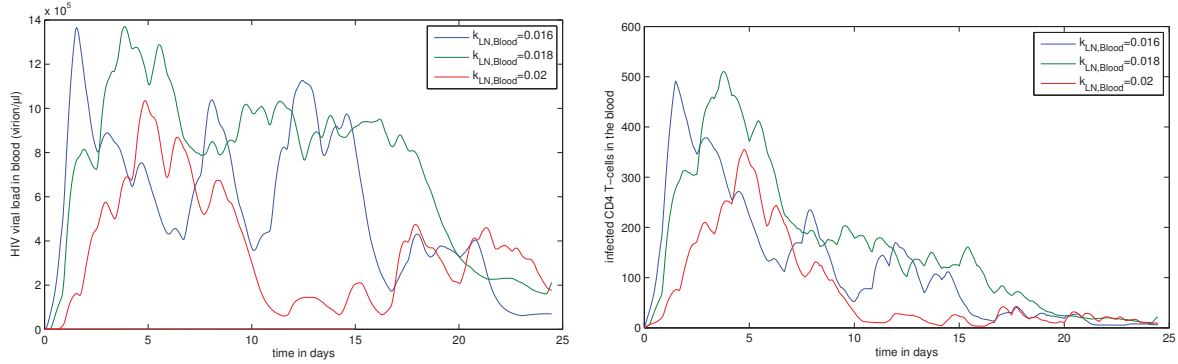 x 10⁵
14
12
10
8
6
4
2
0
HIV viral load in blood (virion/µl)
0 5 10 15 20 25
time in days
k_LN,Blood=0.016
k_LN,Blood=0.018
k_LN,Blood=0.02
600
500
400
300
200
100
0
infected CD4 T−cells in the blood
0 5 10 15 20 25
time in days
k_LN,Blood=0.016
k_LN,Blood=0.018
k_LN,Blood=0.02